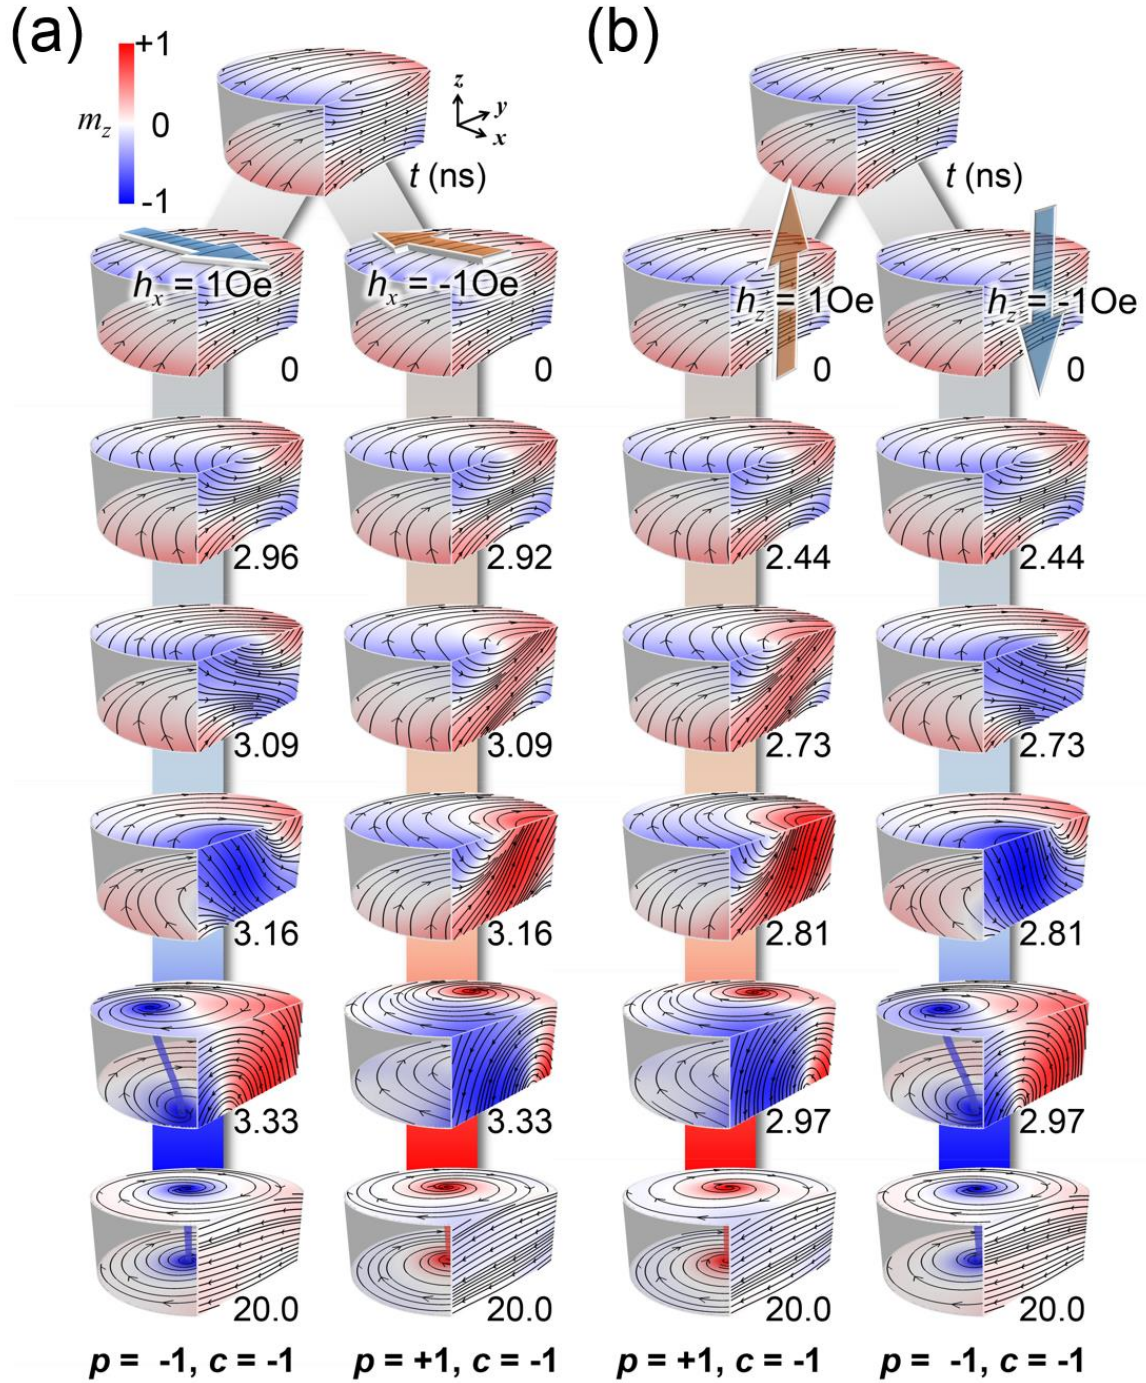 (a)
(b)
+1
m_z 0
-1
z
y
x
t (ns)
t (ns)
h_x = 1Oe
h_x = -1Oe
h_z = 1Oe
h_z = -1Oe
0
0
0
0
2.96
2.92
2.44
2.44
3.09
3.09
2.73
2.73
3.16
3.16
2.81
2.81
3.33
3.33
2.97
2.97
20.0
20.0
20.0
20.0
p = -1, c = -1
p = +1, c = -1
p = +1, c = -1
p = -1, c = -1